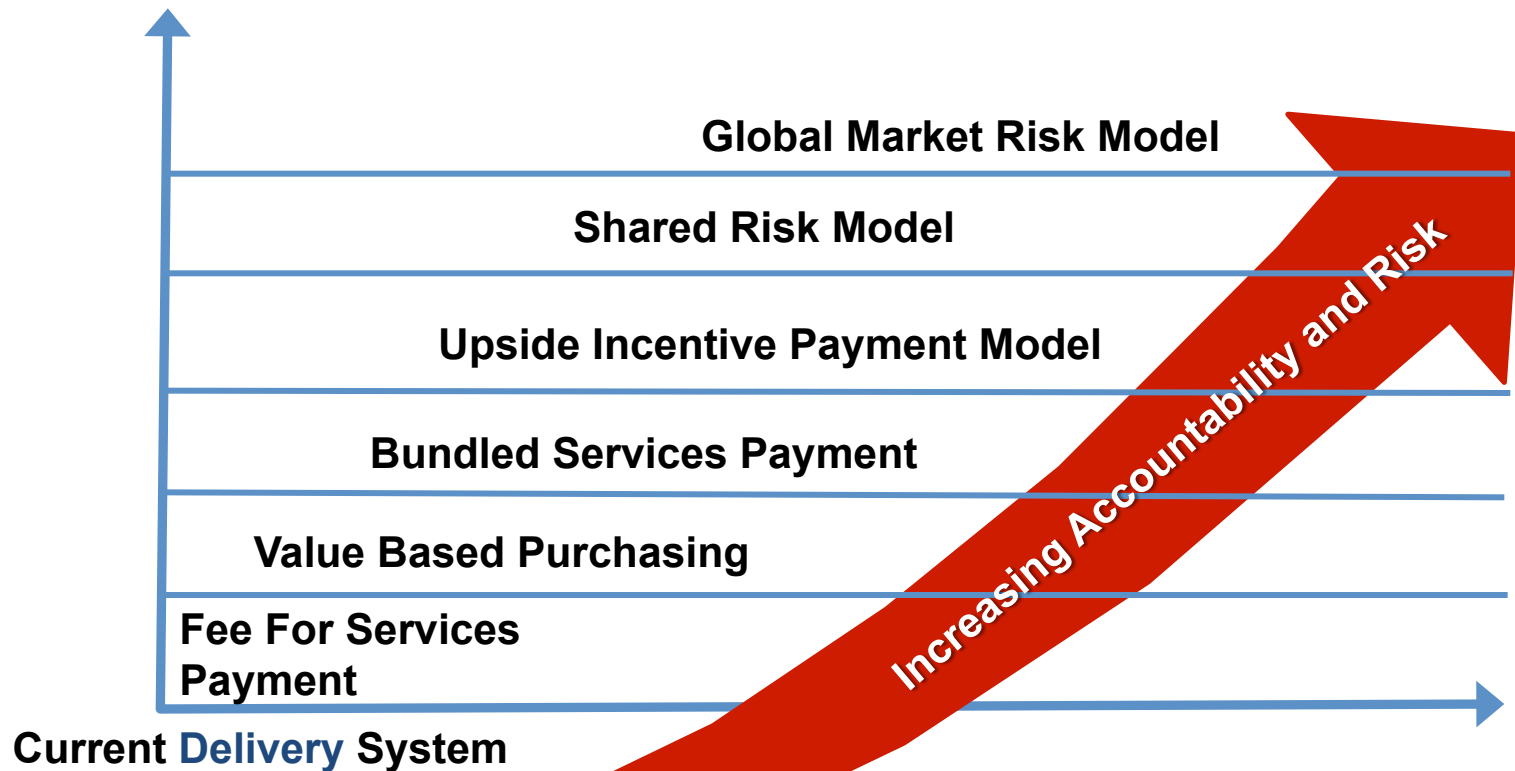 Global Market Risk Model
Shared Risk Model
Upside Incentive Payment Model
Bundled Services Payment
Value Based Purchasing
Fee For Services
Payment
Current Delivery System
Increasing Accountability and Risk